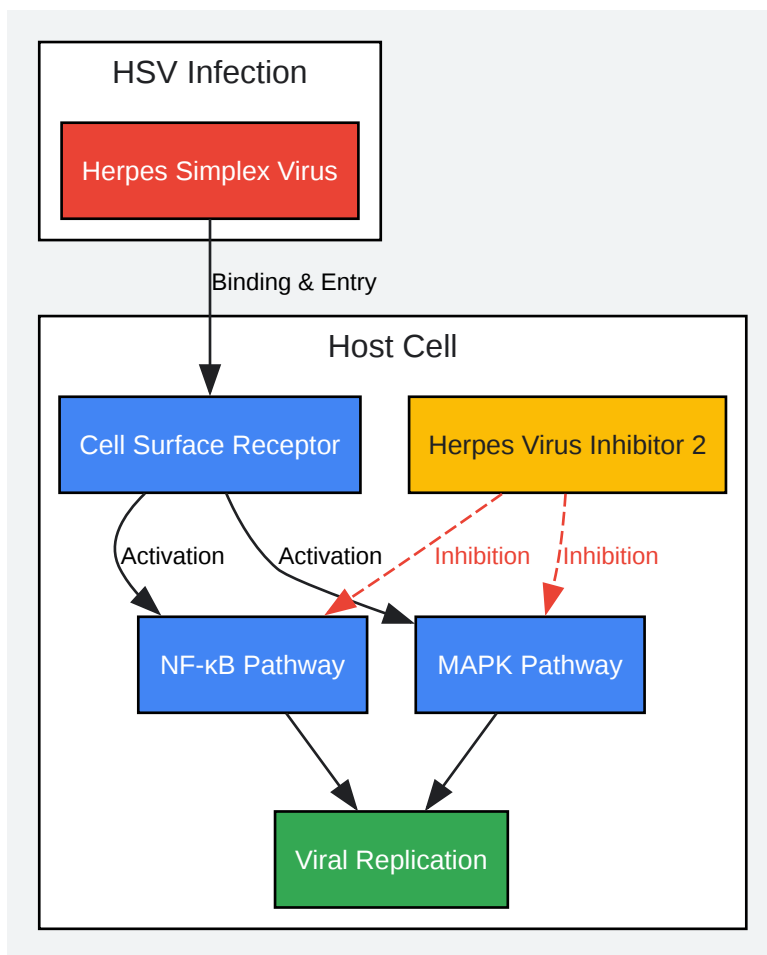 HSV Infection
Herpes Simplex Virus
Binding & Entry
Host Cell
Cell Surface Receptor
Herpes Virus Inhibitor 2
Activation
Activation
Inhibition
Inhibition
NF-κB Pathway
MAPK Pathway
Viral Replication